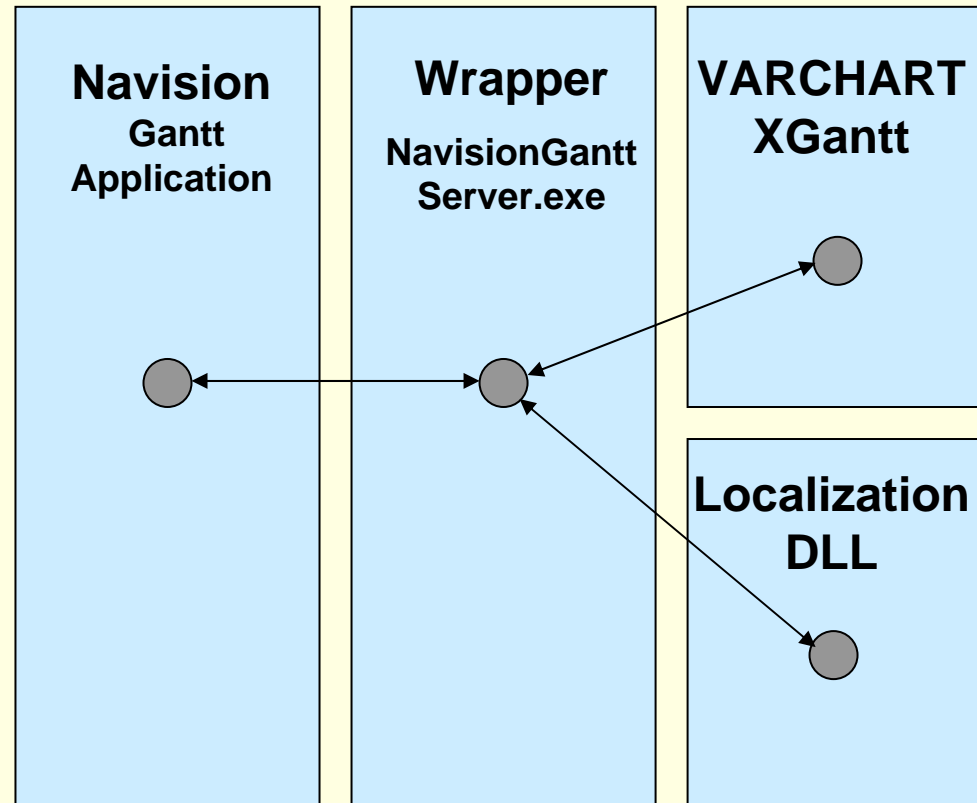 Navision
Gantt
Application
Wrapper
NavisionGantt
Server.exe
VARCHART
XGantt
Localization
DLL